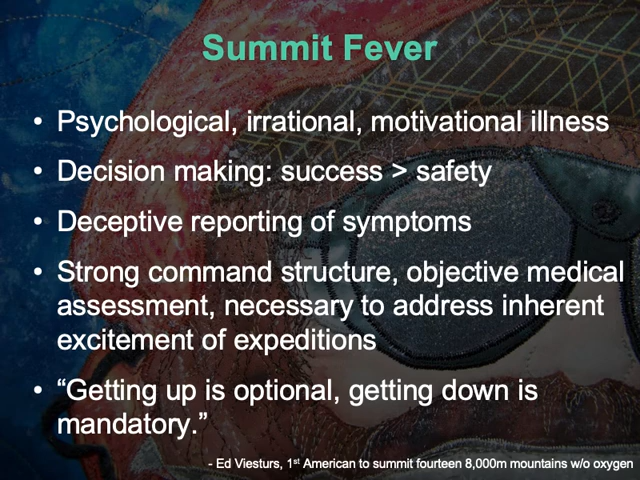 Summit Fever
• Psychological, irrational, motivational illness
• Decision making: success > safety
• Deceptive reporting of symptoms
• Strong command structure, objective medical
assessment, necessary to address inherent
excitement of expeditions
• “Getting up is optional, getting down is
mandatory.”
- Ed Viesturs, 1st American to summit fourteen 8,000m mountains w/o oxygen